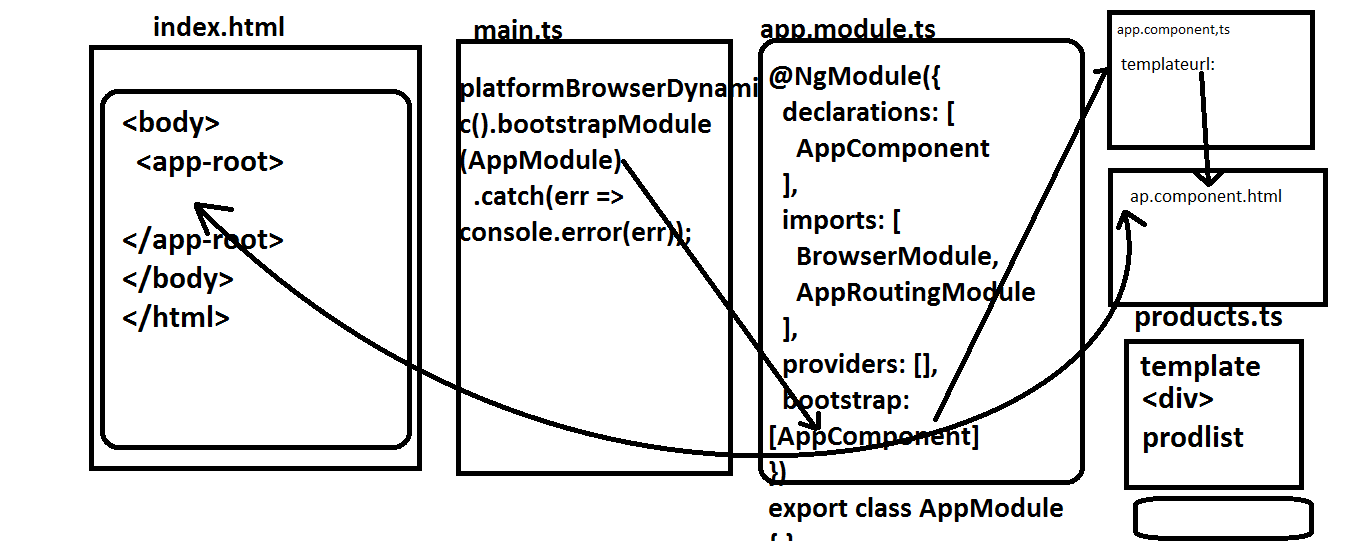 index.html
<body>
<app-root>
</app-root>
</body>
</html>
main.ts
platformBrowserDynami
c().bootstrapModule
(AppModule)
.catch(err =>
console.error(err));
app.module.ts
@NgModule({
declarations: [
AppComponent
],
imports: [
BrowserModule,
AppRoutingModule
],
providers: [],
bootstrap:
[AppComponent]
})
export class AppModule
{ }
app.component,ts
templateurl:
ap.component.html
products.ts
template
<div>
prodlist